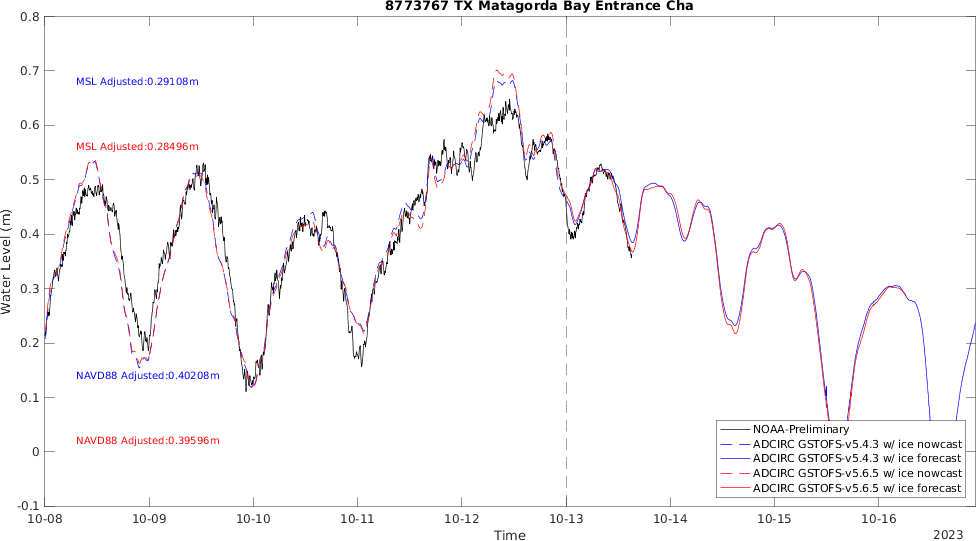 8773767 TX Matagorda Bay Entrance Cha
0.8
0.7
0.6
0.5
0.4
0.3
0.2
0.1
0
-0.1
Water Level (m)
MSL Adjusted:0.29108m
MSL Adjusted:0.28496m
NAVD88 Adjusted:0.40208m
NAVD88 Adjusted:0.39596m
NOAA-Preliminary
ADCIRC GSTOFS-v5.4.3 w/ ice nowcast
ADCIRC GSTOFS-v5.4.3 w/ ice forecast
ADCIRC GSTOFS-v5.6.5 w/ ice nowcast
ADCIRC GSTOFS-v5.6.5 w/ ice forecast
10-08 10-09 10-10 10-11 10-12 10-13 10-14 10-15 10-16
Time
2023